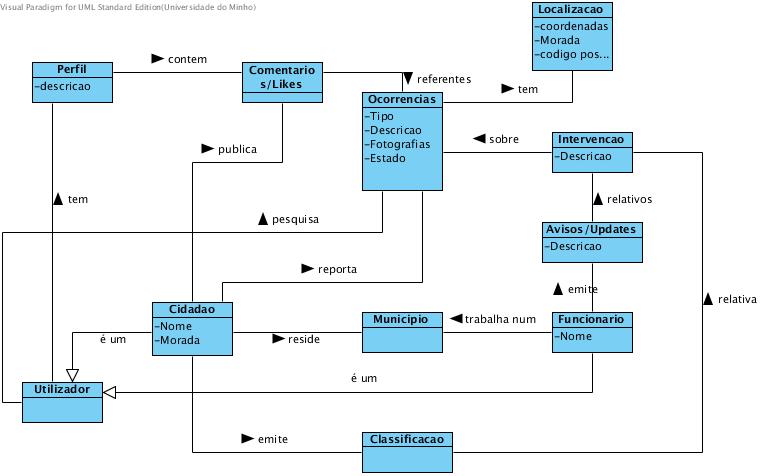 Visual Paradigm for UML Standard Edition(Universidade do Minho)
Localizacao
-coordenadas
-Morada
-codigo pos...
Perfil
-descricao
contem
Comentario
s/Likes
referentes
tem
Ocorrencias
-Tipo
-Descricao
-Fotografias
-Estado
sobre
Intervencao
-Descricao
publica
tem
relativos
pesquisa
Avisos/Updates
-Descricao
reporta
emite
relativa
Cidadao
-Nome
-Morada
é um
reside
Municipio
trabalha num
Funcionario
-Nome
é um
Utilizador
emite
Classificacao